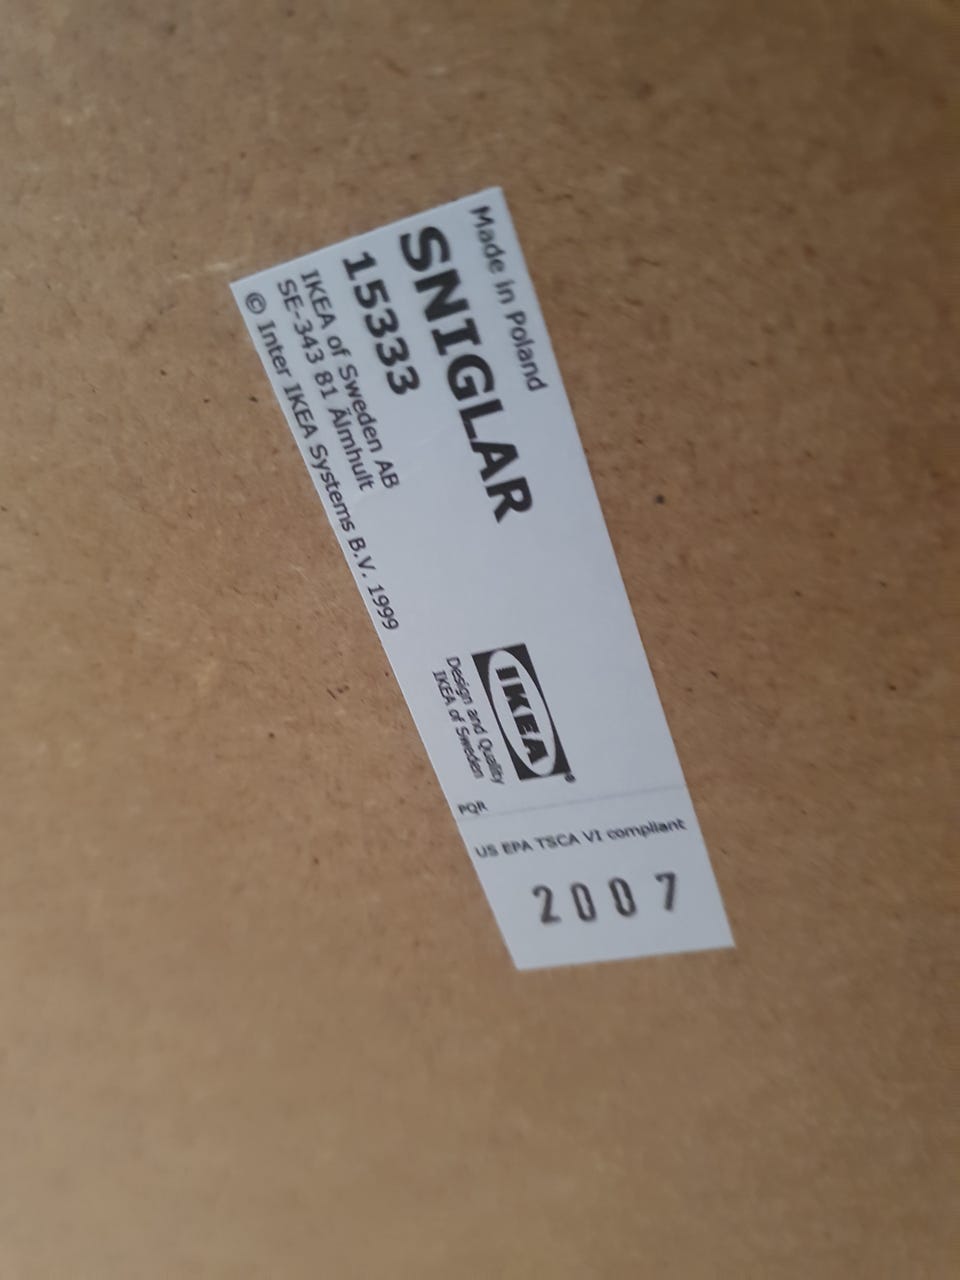 Made in Poland
SNIGLAR
15333
IKEA of Sweden AB
SE-343 81 Älmhult
© Inter IKEA Systems B.V. 1999
IKEA®
Design and Quality
IKEA of Sweden
PQR
US EPA TSCA VI compliant
2007